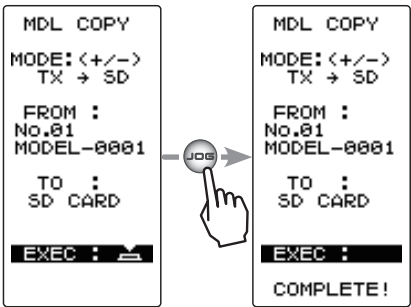 MDL COPY
MODE:(+/-)
TX → SD
FROM :
No.01
MODEL-0001
TO :
SD CARD
EXEC :
JOG
MDL COPY
MODE:(+/-)
TX → SD
FROM :
No.01
MODEL-0001
TO :
SD CARD
EXEC :
COMPLETE!